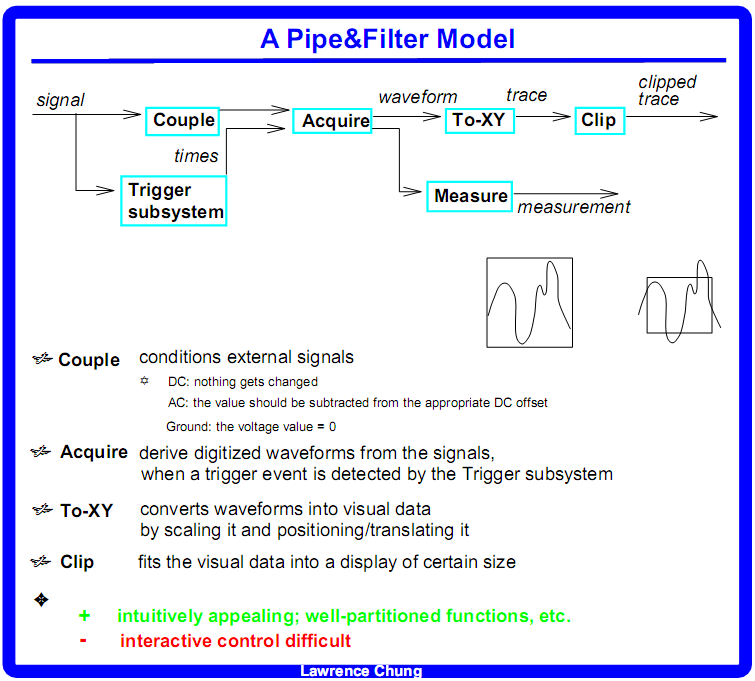 A Pipe&Filter Model
signal
Couple
times
Trigger
subsystem
Acquire
waveform
To-XY
trace
Clip
clipped
trace
Measure
measurement
Couple conditions external signals
DC: nothing gets changed
AC: the value should be subtracted from the appropriate DC offset
Ground: the voltage value = 0
Acquire derive digitized waveforms from the signals,
when a trigger event is detected by the Trigger subsystem
To-XY converts waveforms into visual data
by scaling it and positioning/translating it
Clip fits the visual data into a display of certain size
+ intuitively appealing; well-partitioned functions, etc.
- interactive control difficult
Lawrence Chung